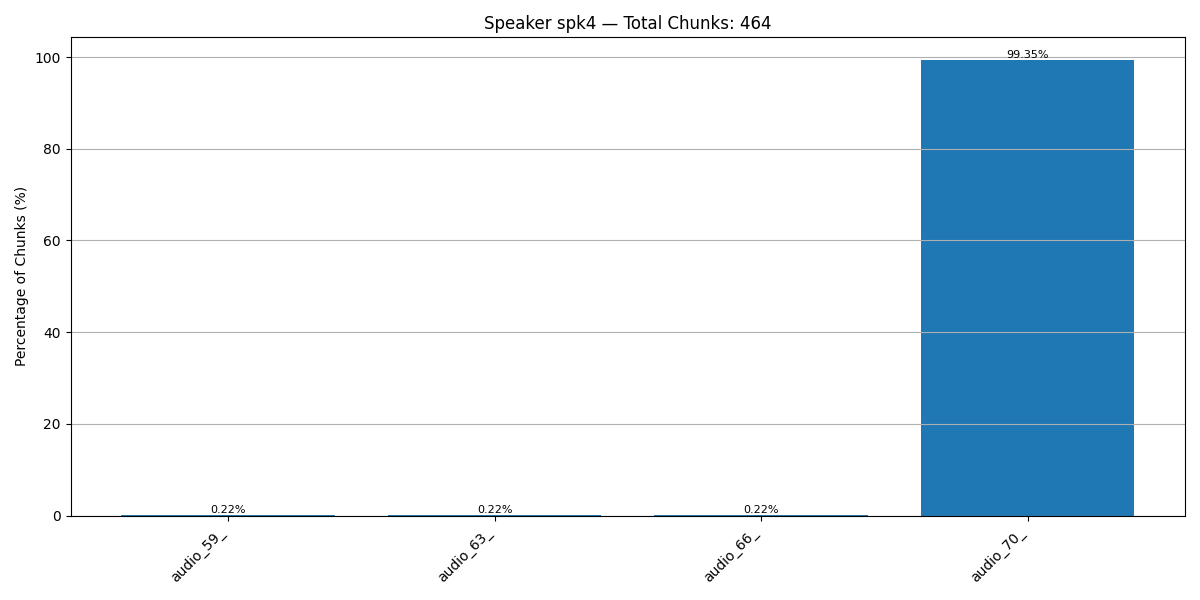 Speaker spk4 — Total Chunks: 464
Percentage of Chunks (%)
100
80
60
40
20
0
0.22%
0.22%
0.22%
99.35%
audio_59_
audio_63_
audio_66_
audio_70_